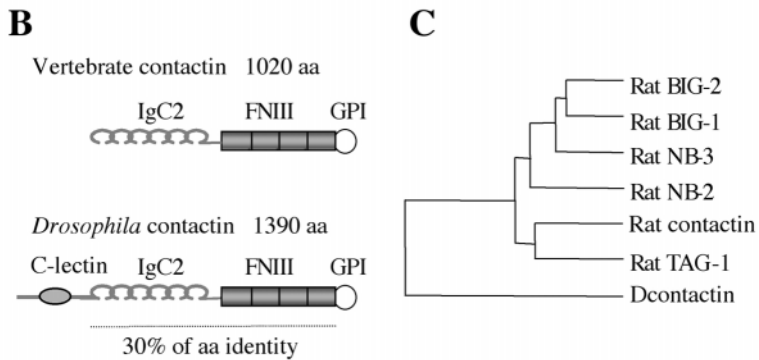 B
Vertebrate contactin 1020 aa
IgC2 FNIII GPI
Drosophila contactin 1390 aa
C-lectin IgC2 FNIII GPI
30% of aa identity
C
Rat BIG-2
Rat BIG-1
Rat NB-3
Rat NB-2
Rat contactin
Rat TAG-1
Dcontactin